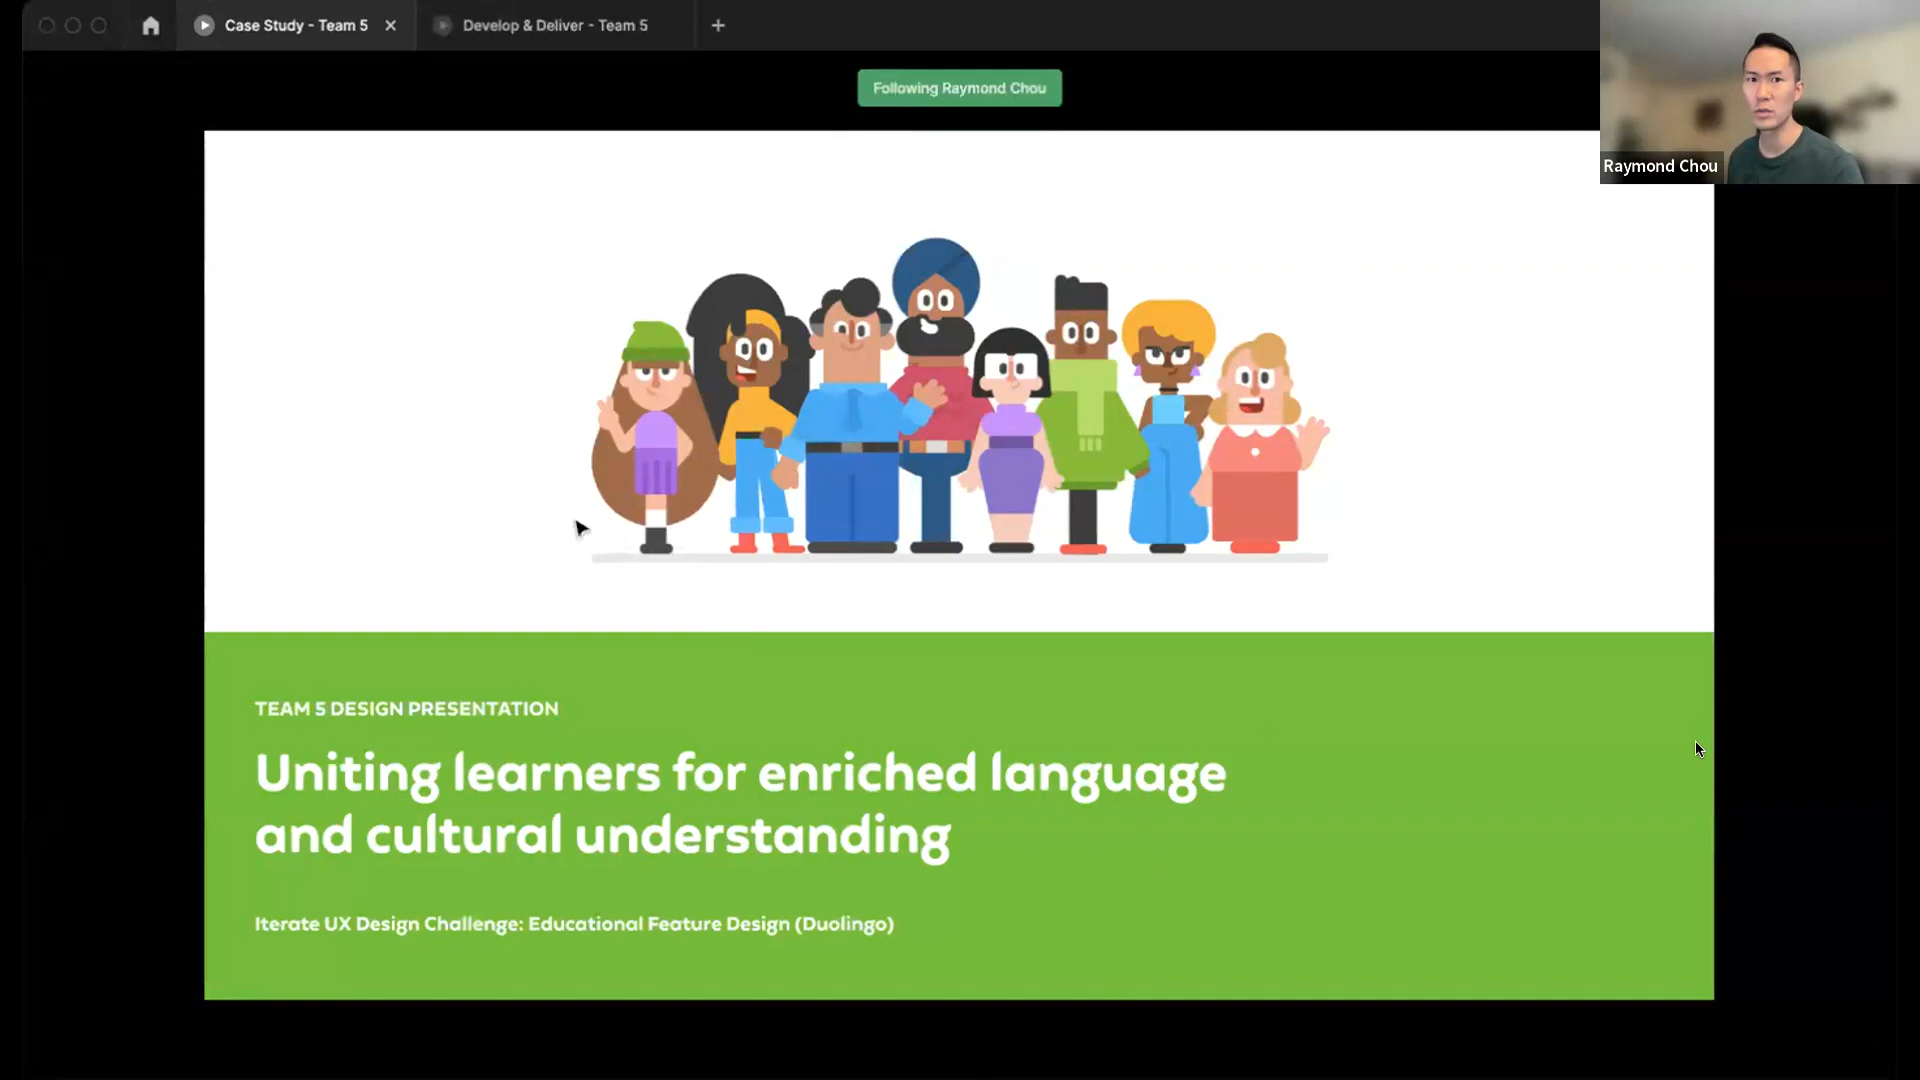 Case Study - Team 5
Develop & Deliver - Team 5
Following Raymond Chou
Raymond Chou
TEAM 5 DESIGN PRESENTATION
Uniting learners for enriched language
and cultural understanding
Iterate UX Design Challenge: Educational Feature Design (Duolingo)